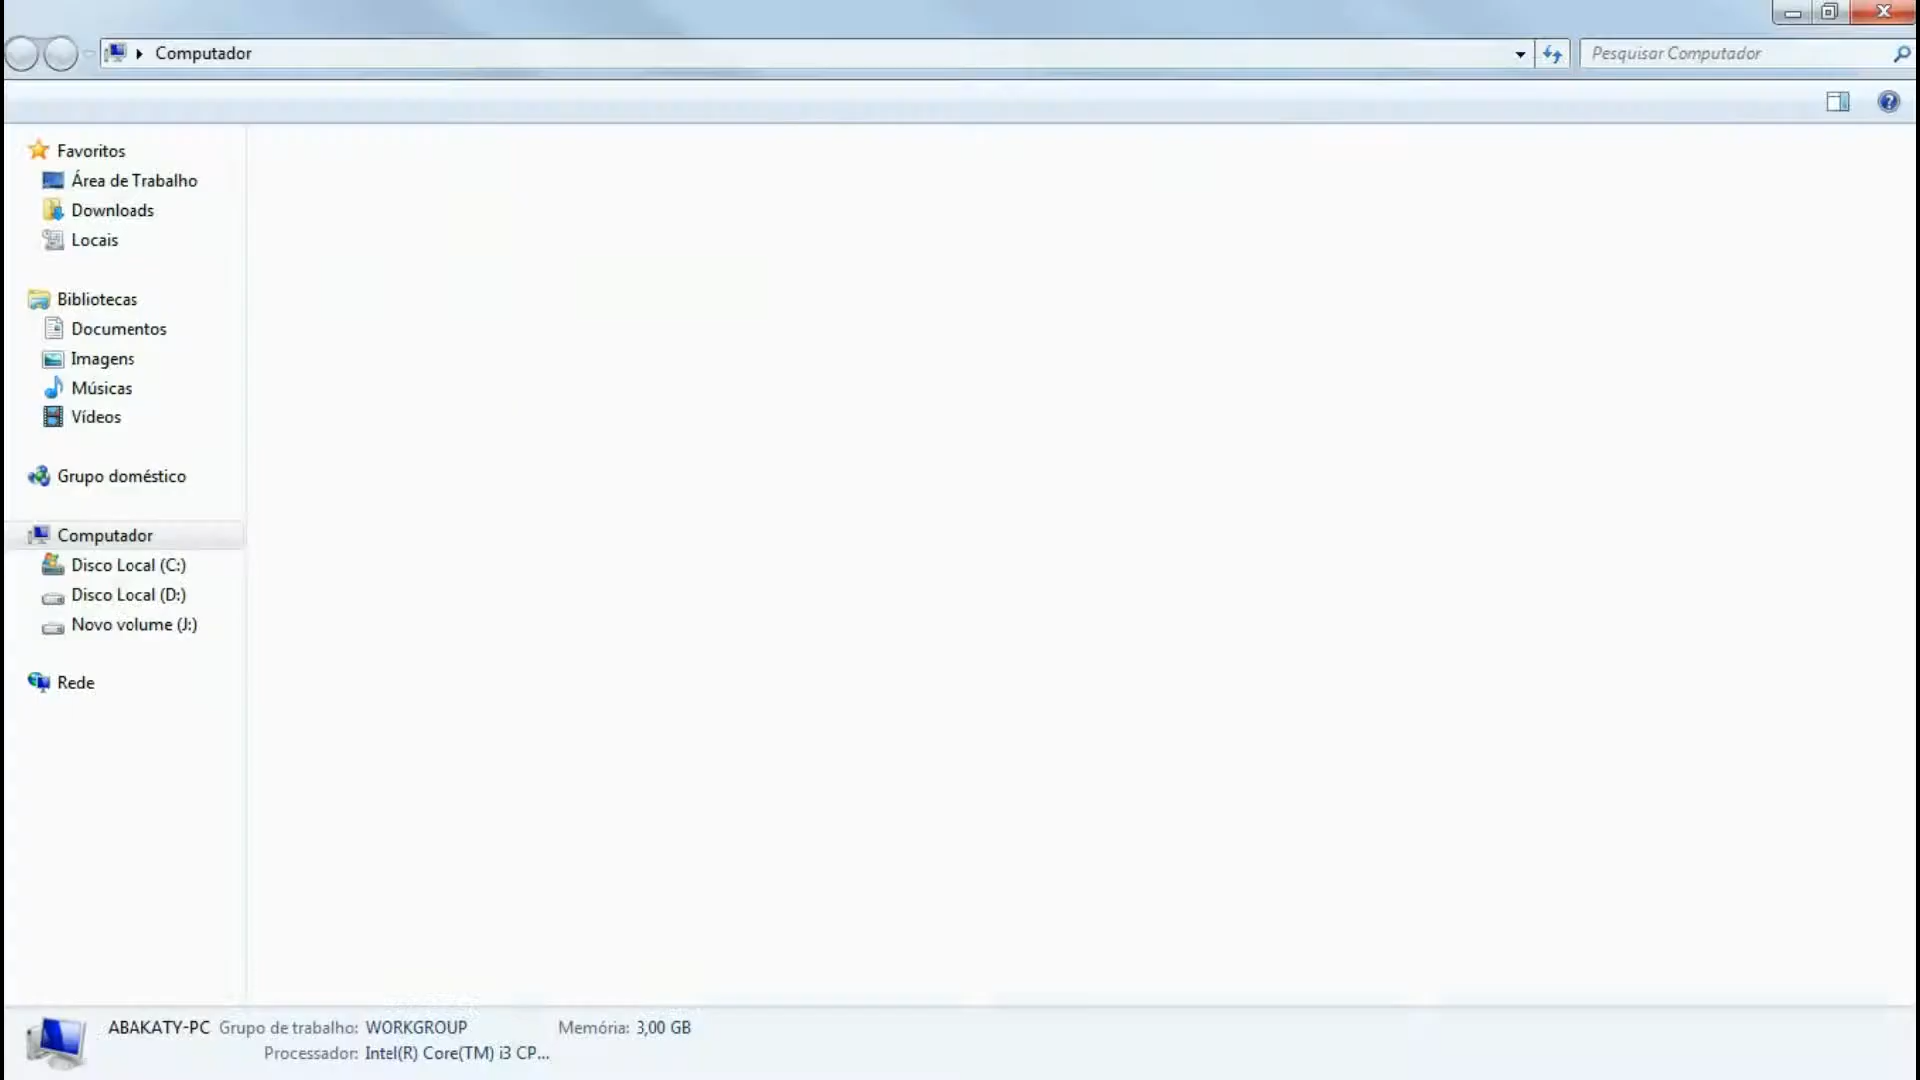 Computador
Pesquisar Computador
Favoritos
Área de Trabalho
Downloads
Locais
Bibliotecas
Documentos
Imagens
Músicas
Vídeos
Grupo doméstico
Computador
Disco Local (C:)
Disco Local (D:)
Novo volume (J:)
Rede
ABAKATY-PC Grupo de trabalho: WORKGROUP Memória: 3,00 GB
Processador: Intel(R) Core(TM) i3 CP...